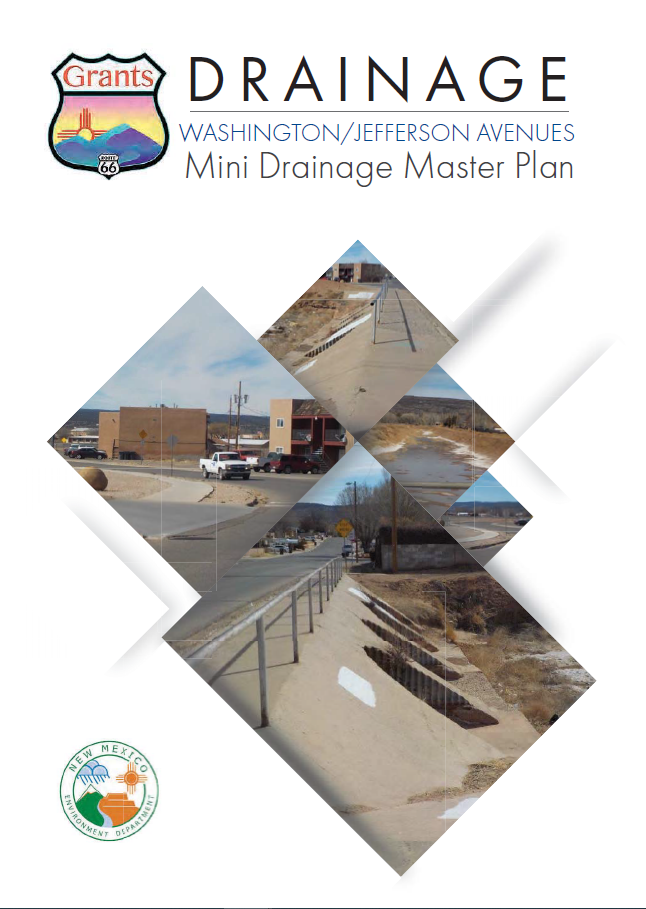 Grants
ROUTE
66
DRAINAGE
WASHINGTON/JEFFERSON AVENUES
Mini Drainage Master Plan
NEW MEXICO
ENVIRONMENT DEPARTMENT